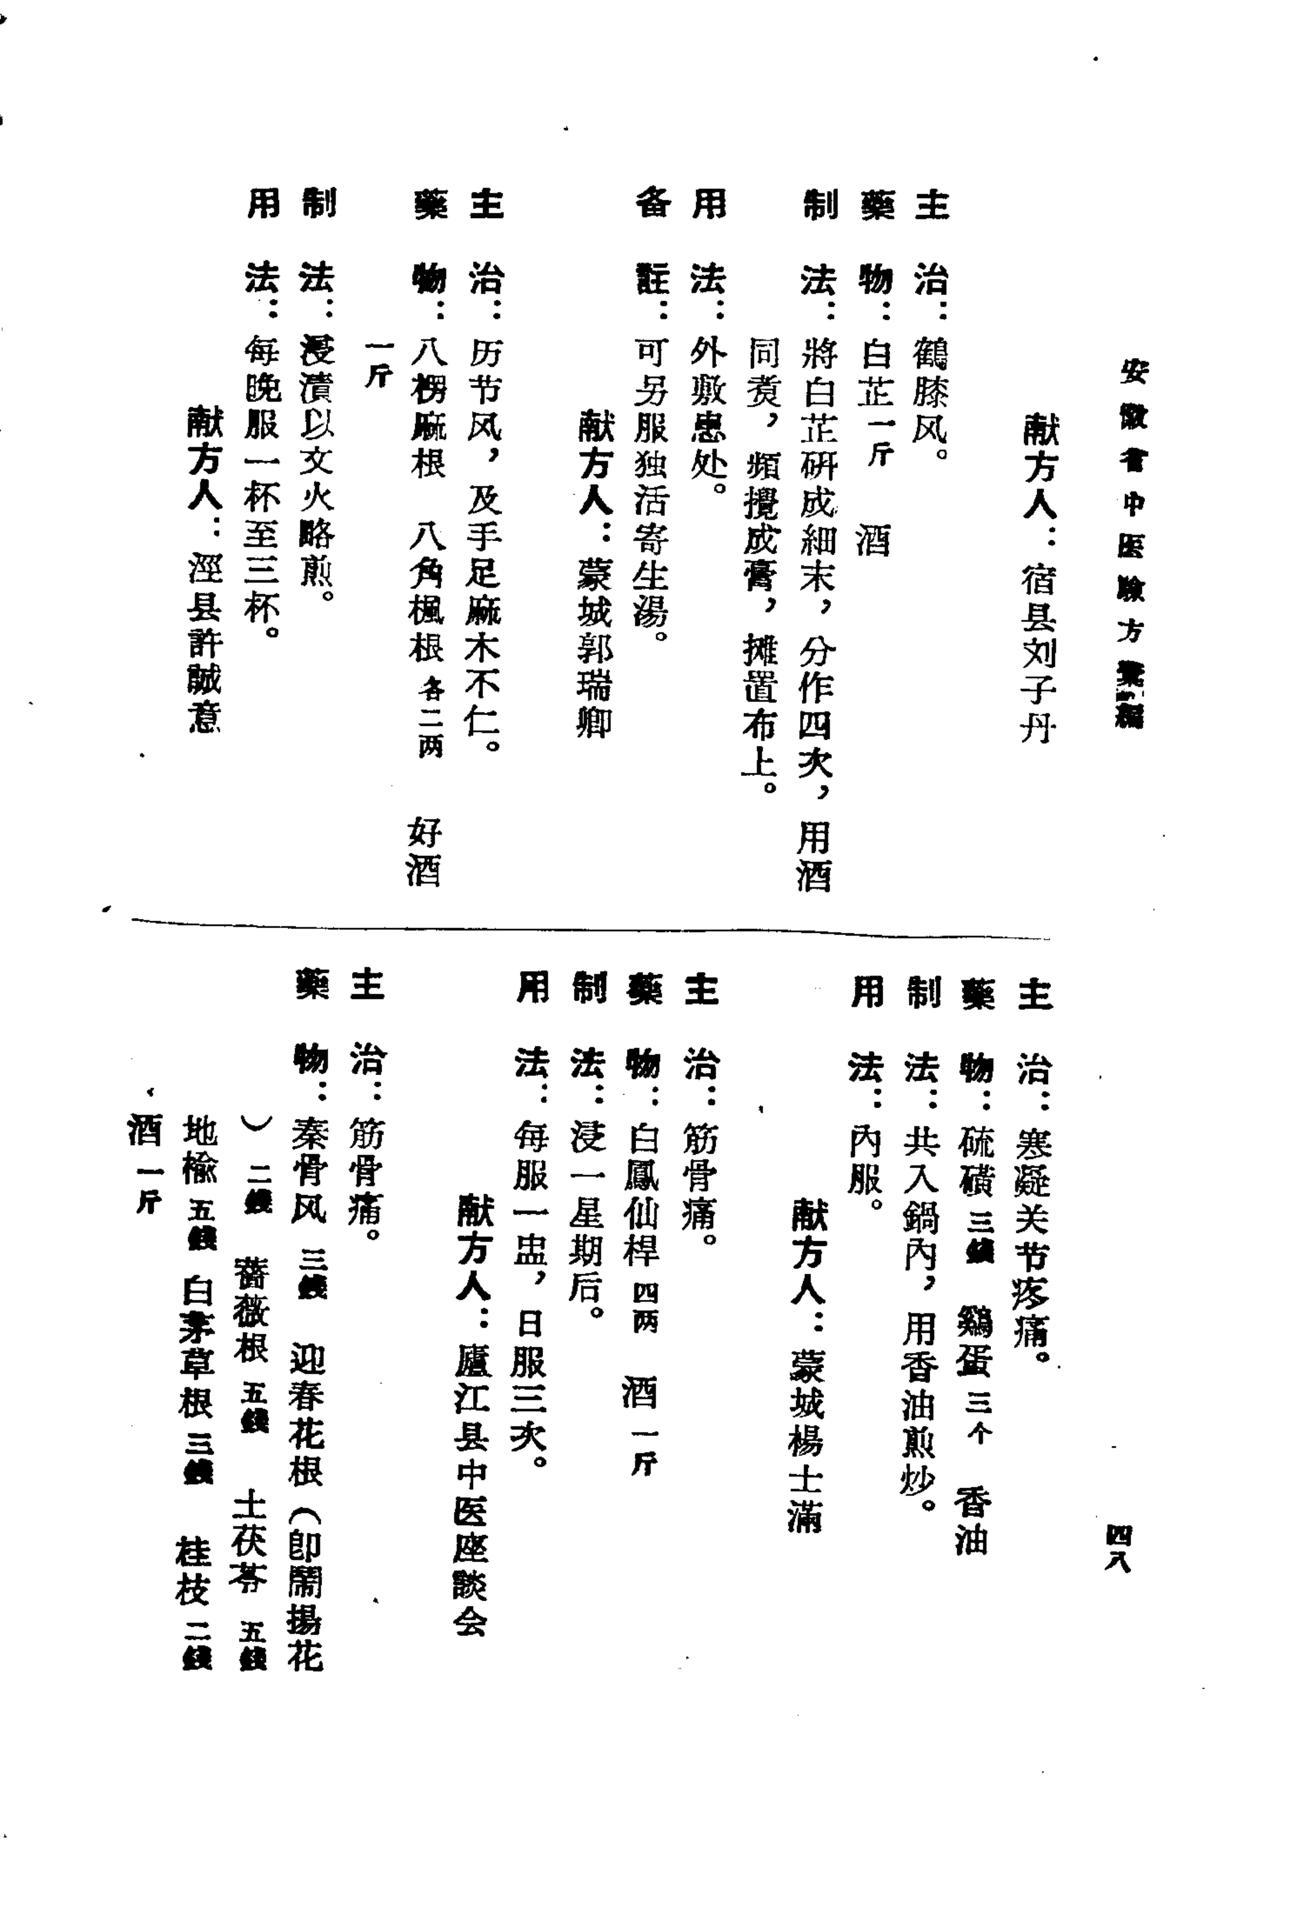 安徽省中医驗方彙編
四八
献方人：宿县刘子丹
主治：鶴膝风。
藥物：白芷一斤　酒
制法：將白芷研成細末，分作四次，用酒
同煑，頻攪成膏，摊置布上。
用法：外敷患处。
备註：可另服独活寄生湯。
献方人：蒙城郭瑞卿
主治：历节风，及手足麻木不仁。
藥物：八楞麻根　八角楓根各二两　好酒
一斤
制法：浸漬以文火略煎。
用法：每晚服一杯至三杯。
献方人：涇县許誠意
主治：寒凝关节疼痛。
藥物：硫磺三錢　鷄蛋三个　香油
制法：共入鍋內，用香油煎炒。
用法：內服。
献方人：蒙城楊士滿
主治：筋骨痛。
藥物：白鳳仙桿四两　酒一斤
制法：浸一星期后。
用法：每服一盅，日服三次。
献方人：廬江县中医座談会
主治：筋骨痛。
藥物：秦骨风三錢　迎春花根（卽鬧揚花
）二錢　薔薇根五錢　土茯苓五錢
地榆五錢　白茅草根三錢　桂枝二錢
酒一斤